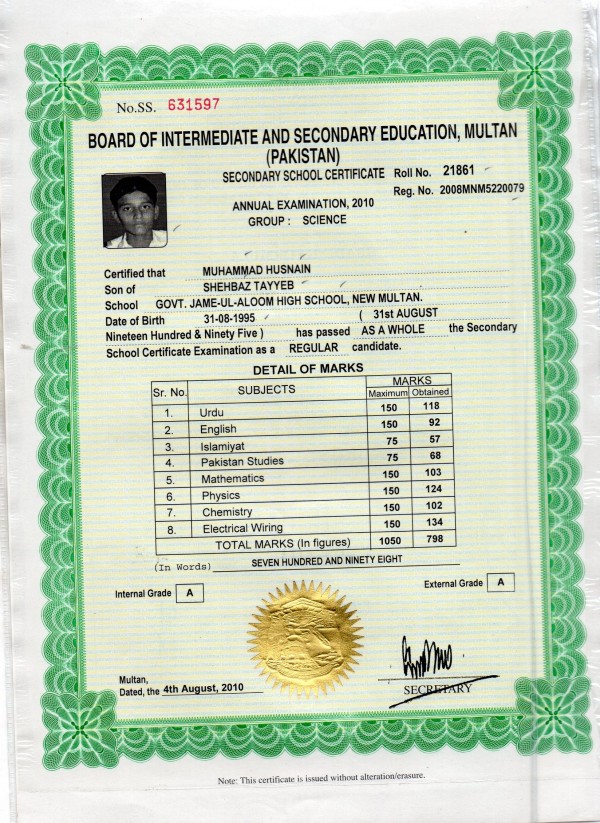 No.SS. 631597
BOARD OF INTERMEDIATE AND SECONDARY EDUCATION, MULTAN
(PAKISTAN)
SECONDARY SCHOOL CERTIFICATE Roll No. 21861
Reg. No. 2008MNM5220079
ANNUAL EXAMINATION, 2010
GROUP : SCIENCE
Certified that MUHAMMAD HUSNAIN
Son of SHEHBAZ TAYYEB
School GOVT. JAME-UL-ALOOM HIGH SCHOOL, NEW MULTAN.
Date of Birth 31-08-1995 ( 31st AUGUST
Nineteen Hundred & Ninety Five ) has passed AS A WHOLE the Secondary
School Certificate Examination as a REGULAR candidate.
DETAIL OF MARKS
Sr. No. SUBJECTS MARKS
Maximum Obtained
1. Urdu 150 118
2. English 150 92
3. Islamiyat 75 57
4. Pakistan Studies 75 68
5. Mathematics 150 103
6. Physics 150 124
7. Chemistry 150 102
8. Electrical Wiring 150 134
TOTAL MARKS (In figures) 1050 798
(In Words) SEVEN HUNDRED AND NINETY EIGHT
Internal Grade A External Grade A
Multan,
Dated, the 4th August, 2010
SECRETARY
Note: This certificate is issued without alteration/erasure.